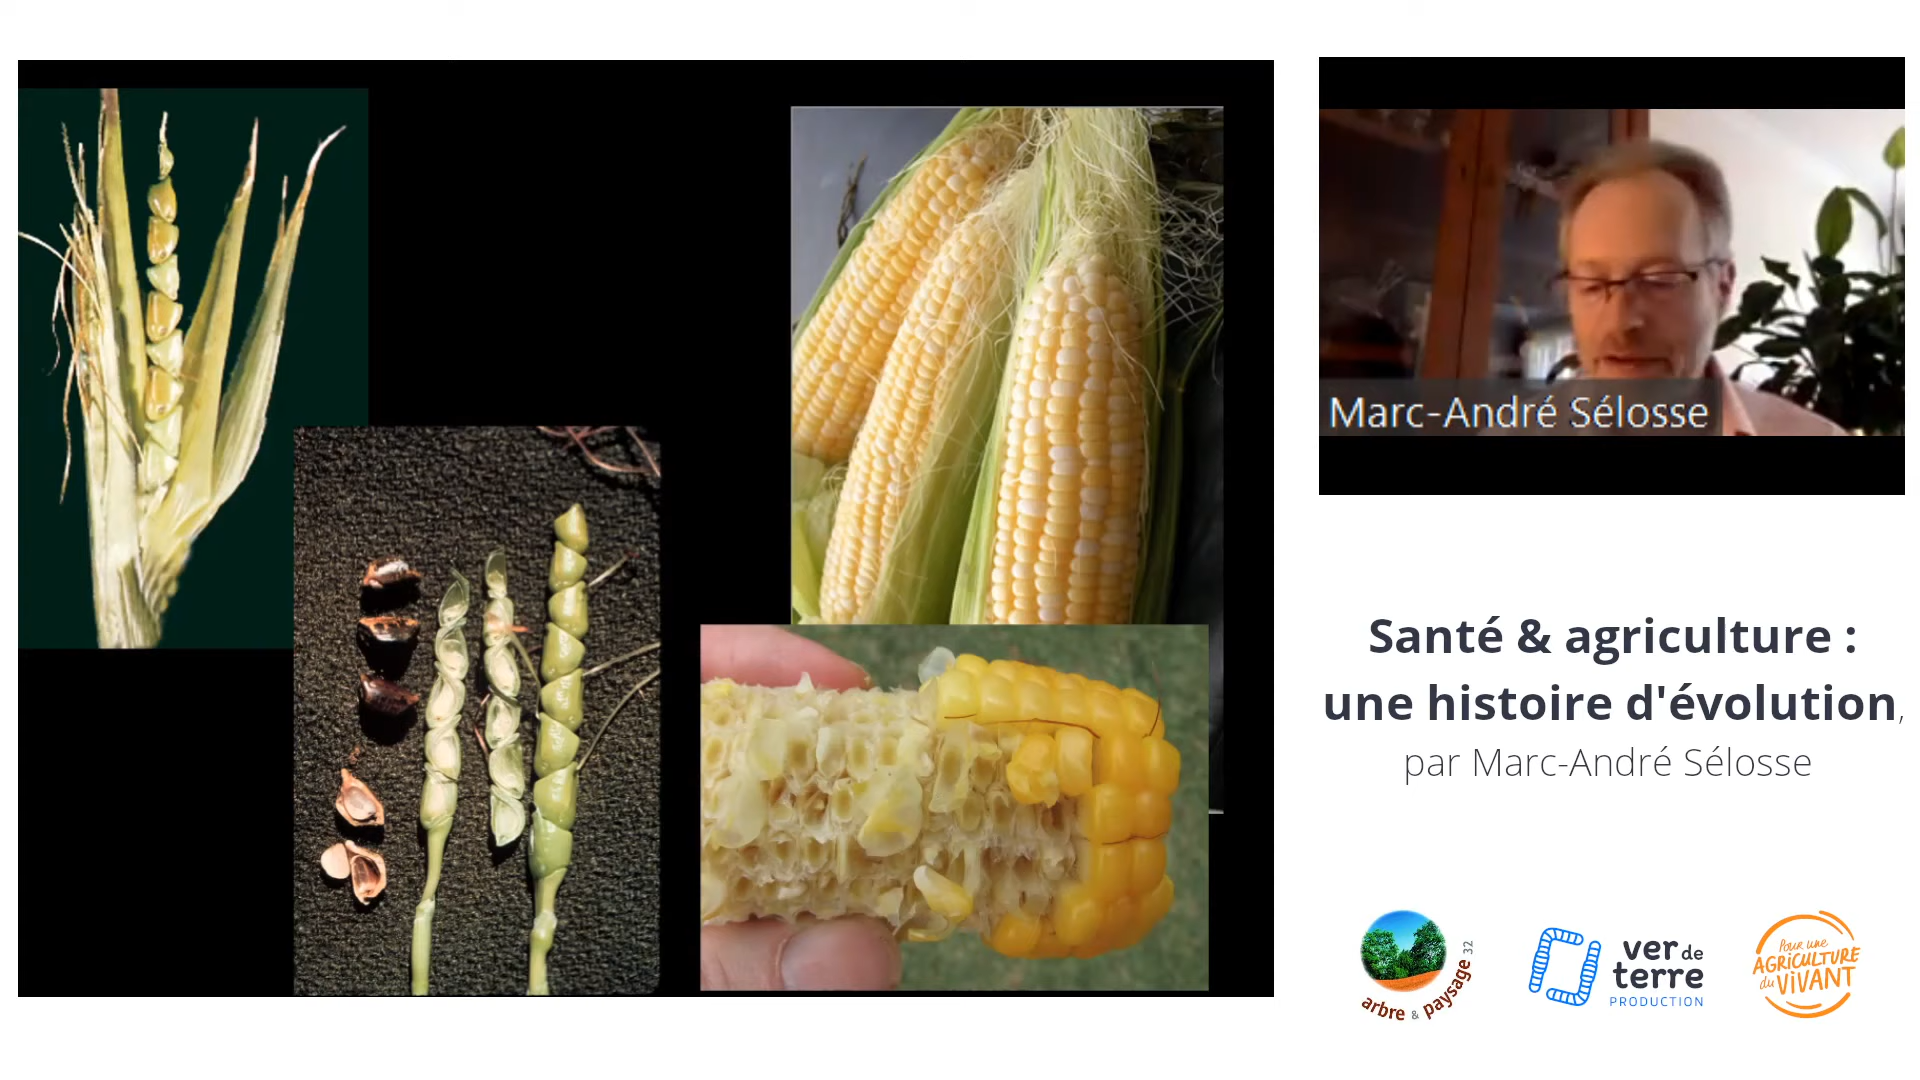 Marc-André Sélosse
Santé & agriculture :
une histoire d'évolution,
par Marc-André Sélosse
arbre & paysage 32
ver de
terre
PRODUCTION
Pour une
AGRICULTURE
du VIVANT